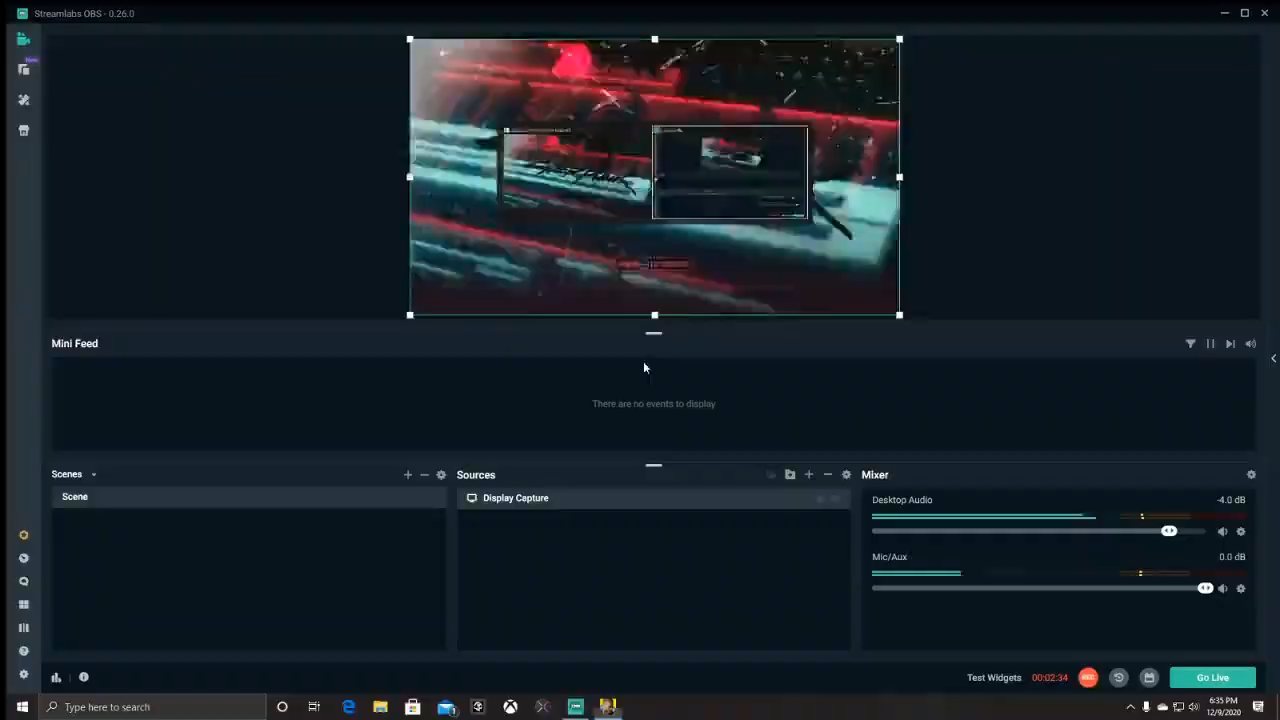 Streamlabs OBS - 0.26.0
Mini Feed
There are no events to display
Scenes
Scene
Sources
Display Capture
Mixer
Desktop Audio
-4.0 dB
Mic/Aux
0.0 dB
Test Widgets
00:02:34
REC
Go Live
Type here to search
6:35 PM
12/9/2020